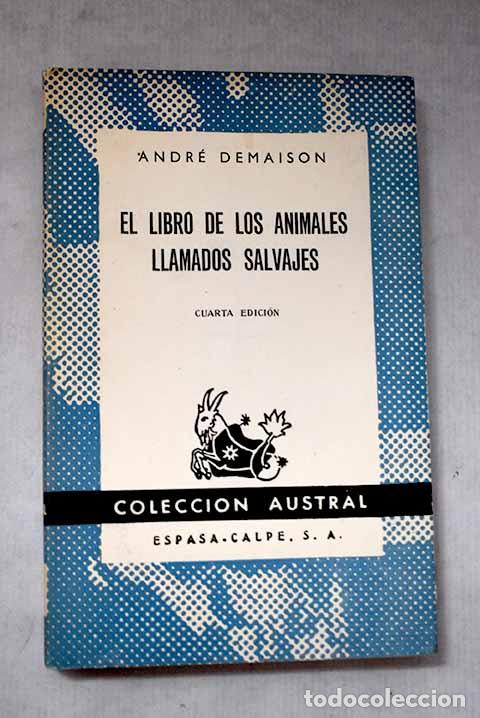 ANDRÉ DEMAISON
EL LIBRO DE LOS ANIMALES
LLAMADOS SALVAJES
CUARTA EDICIÓN
COLECCION AUSTRAL
ESPASA-CALPE, S. A.
todocoleccion